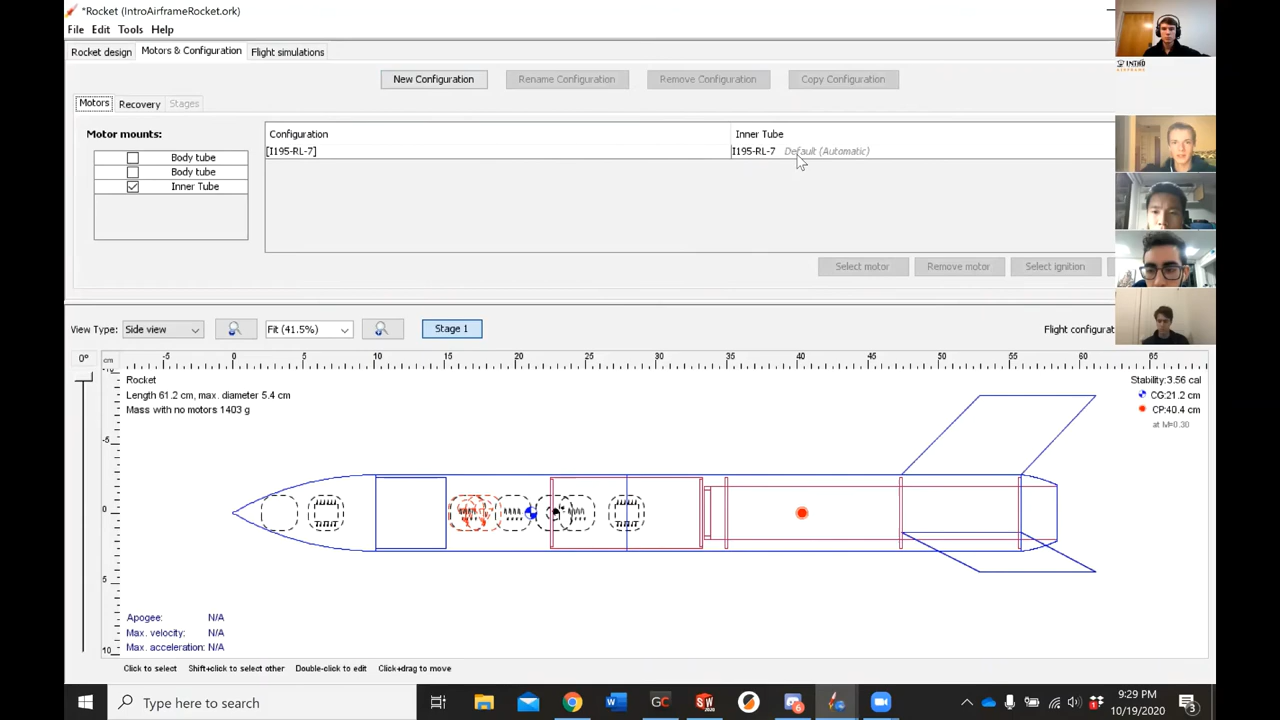 *Rocket (IntroAirframeRocket.ork)
File Edit Tools Help
Rocket design Motors & Configuration Flight simulations
New Configuration Rename Configuration Remove Configuration Copy Configuration
Motors Recovery Stages
Motor mounts:
Body tube
Body tube
Inner Tube
Configuration Inner Tube
[I195-RL-7] I195-RL-7 Default (Automatic)
Select motor Remove motor Select ignition
INTRO
AIRFRAME
View Type: Side view Fit (41.5%) Stage 1 Flight configurat
0° cm -5 0 5 10 15 20 25 30 35 40 45 50 55 60 65
-10
-5
0
5
10
Rocket
Length 61.2 cm, max. diameter 5.4 cm
Mass with no motors 1403 g
Stability:3.56 cal
CG:21.2 cm
CP:40.4 cm
at M=0.30
Apogee: N/A
Max. velocity: N/A
Max. acceleration: N/A
Click to select Shift+click to select other Double-click to edit Click+drag to move
Type here to search
9:29 PM
10/19/2020
3